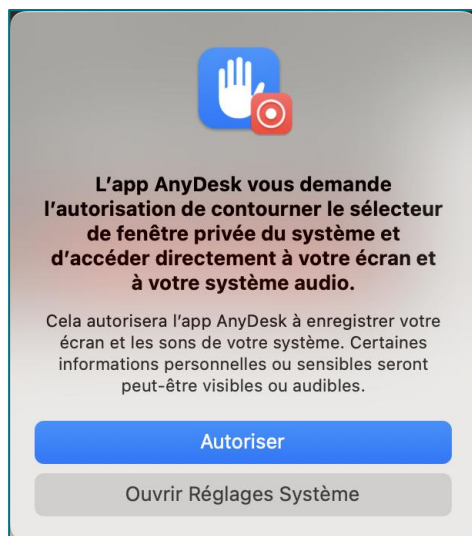 L’app AnyDesk vous demande
l’autorisation de contourner le sélecteur
de fenêtre privée du système et
d’accéder directement à votre écran et
à votre système audio.
Cela autorisera l’app AnyDesk à enregistrer votre
écran et les sons de votre système. Certaines
informations personnelles ou sensibles seront
peut-être visibles ou audibles.
Autoriser
Ouvrir Réglages Système